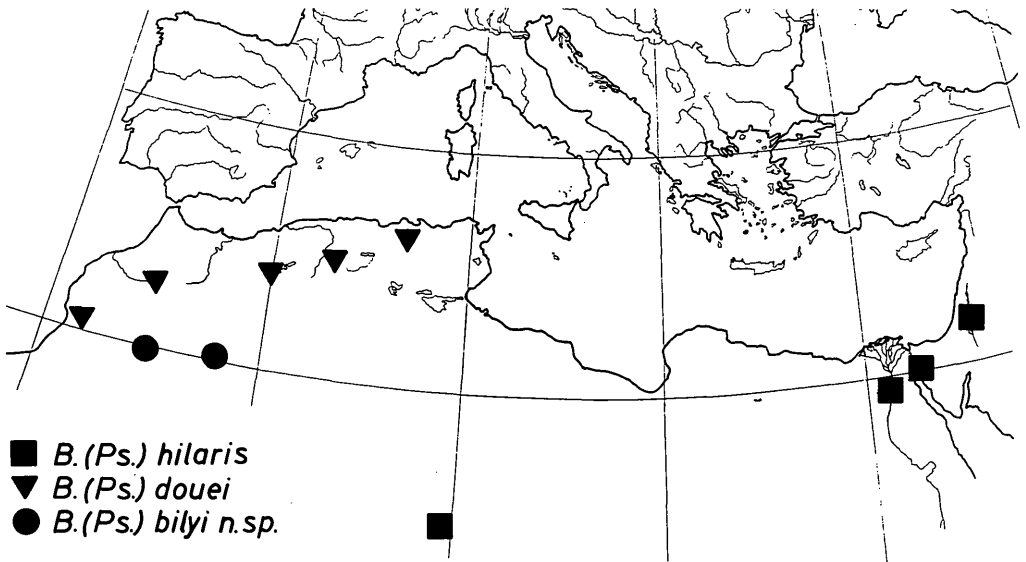 B. (Ps.) hilaris
B. (Ps.) douei
B. (Ps.) bilyi n. sp.